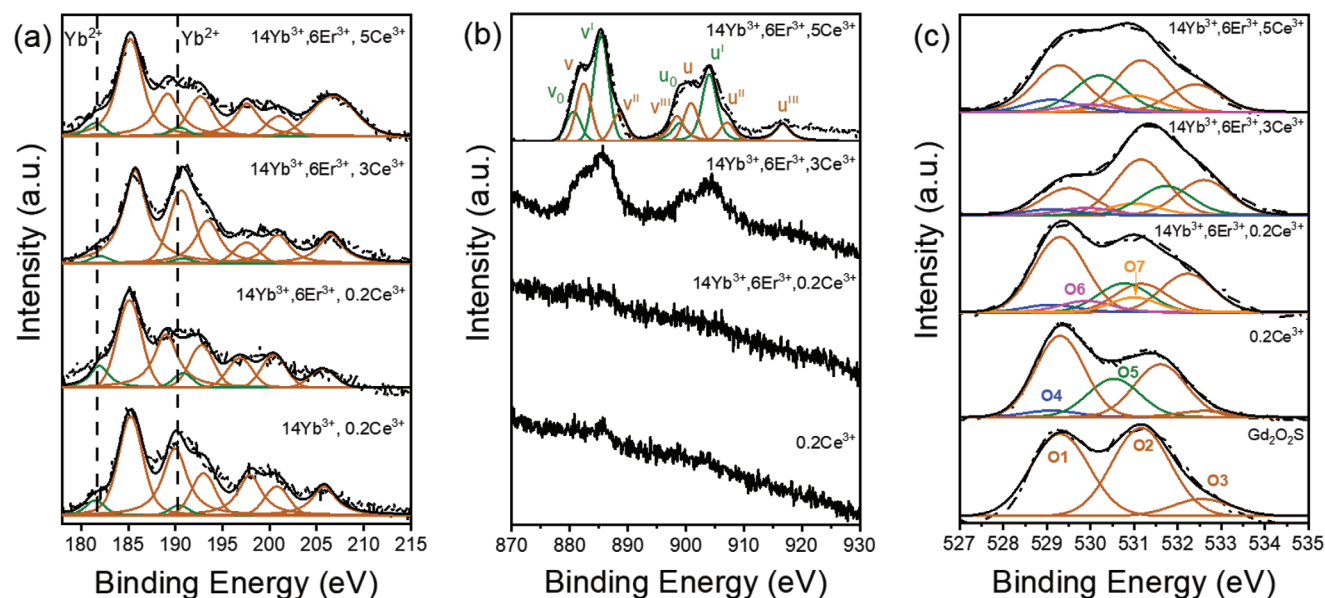 (a)
Yb²⁺
Yb²⁺
14Yb³⁺,6Er³⁺, 5Ce³⁺
14Yb³⁺,6Er³⁺, 3Ce³⁺
14Yb³⁺,6Er³⁺, 0.2Ce³⁺
14Yb³⁺, 0.2Ce³⁺
Intensity (a.u.)
180 185 190 195 200 205 210 215
Binding Energy (eV)
(b)
14Yb³⁺,6Er³⁺,5Ce³⁺
v₀
v
vᴵ
vᴵᴵ
vᴵᴵᴵ
u₀
u
uᴵ
uᴵᴵ
uᴵᴵᴵ
14Yb³⁺,6Er³⁺,3Ce³⁺
14Yb³⁺,6Er³⁺,0.2Ce³⁺
0.2Ce³⁺
Intensity (a.u.)
870 880 890 900 910 920 930
Binding Energy (eV)
(c)
14Yb³⁺,6Er³⁺,5Ce³⁺
14Yb³⁺,6Er³⁺,3Ce³⁺
14Yb³⁺,6Er³⁺,0.2Ce³⁺
O6
O7
0.2Ce³⁺
O4
O5
Gd₂O₂S
O1
O2
O3
Intensity (a.u.)
527 528 529 530 531 532 533 534 535
Binding Energy (eV)